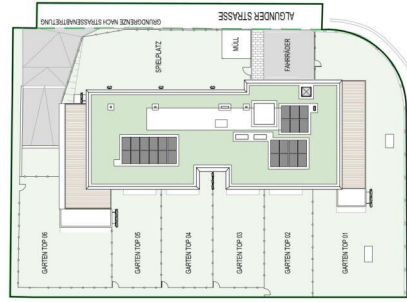 ALGUNDER STRASSE
GRUNDGRENZE NACH STRASSENABTRETUNG
SPIELPLATZ
MÜLL
FAHRRÄDER
GARTEN TOP 06
GARTEN TOP 05
GARTEN TOP 04
GARTEN TOP 03
GARTEN TOP 02
GARTEN TOP 01